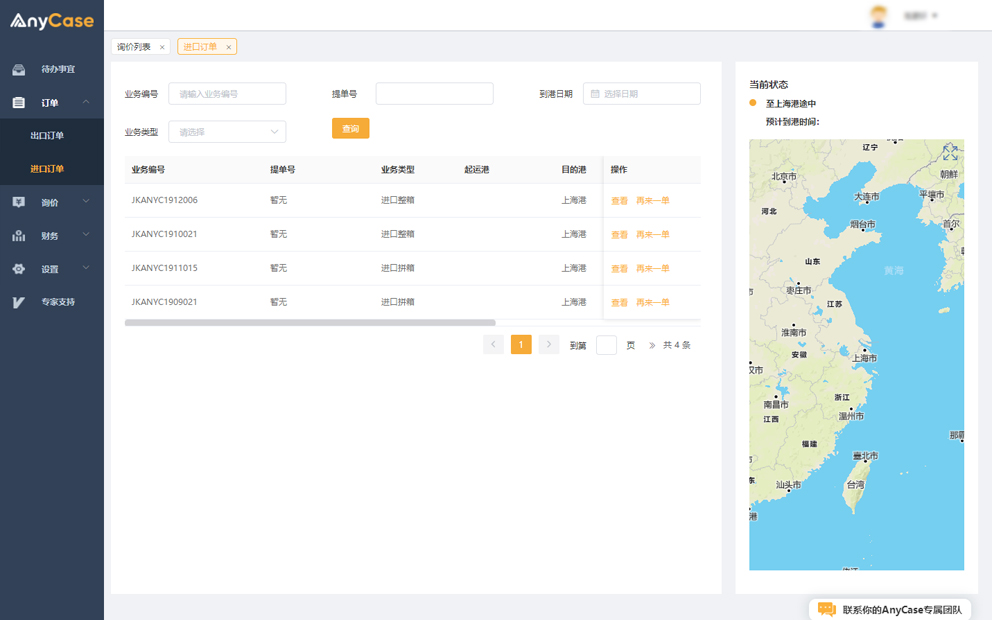 AnyCase
待办事宜
订单
出口订单
进口订单
询价
财务
设置
专家支持
询价列表 ×
进口订单 ×
业务编号 请输入业务编号 提单号 到港日期 选择日期
业务类型 请选择 查询
业务编号 提单号 业务类型 起运港 目的港 操作
JKANYC1912006 暂无 进口整箱 上海港 查看 再来一单
JKANYC1910021 暂无 进口整箱 上海港 查看 再来一单
JKANYC1911015 暂无 进口拼箱 上海港 查看 再来一单
JKANYC1909021 暂无 进口拼箱 上海港 查看 再来一单
< 1 > 到第 页 » 共 4 条
当前状态
至上海港途中
预计到港时间:
辽宁
北京市
朝鲜
大连市
平壤市
河北
烟台市
首尔
山东
黄海
枣庄市
江苏
淮南市
安徽
上海市
汉市
浙江
南昌市
温州市
江西
那霸
福建
臺北市
汕头市
台湾
港
联系你的AnyCase专属团队